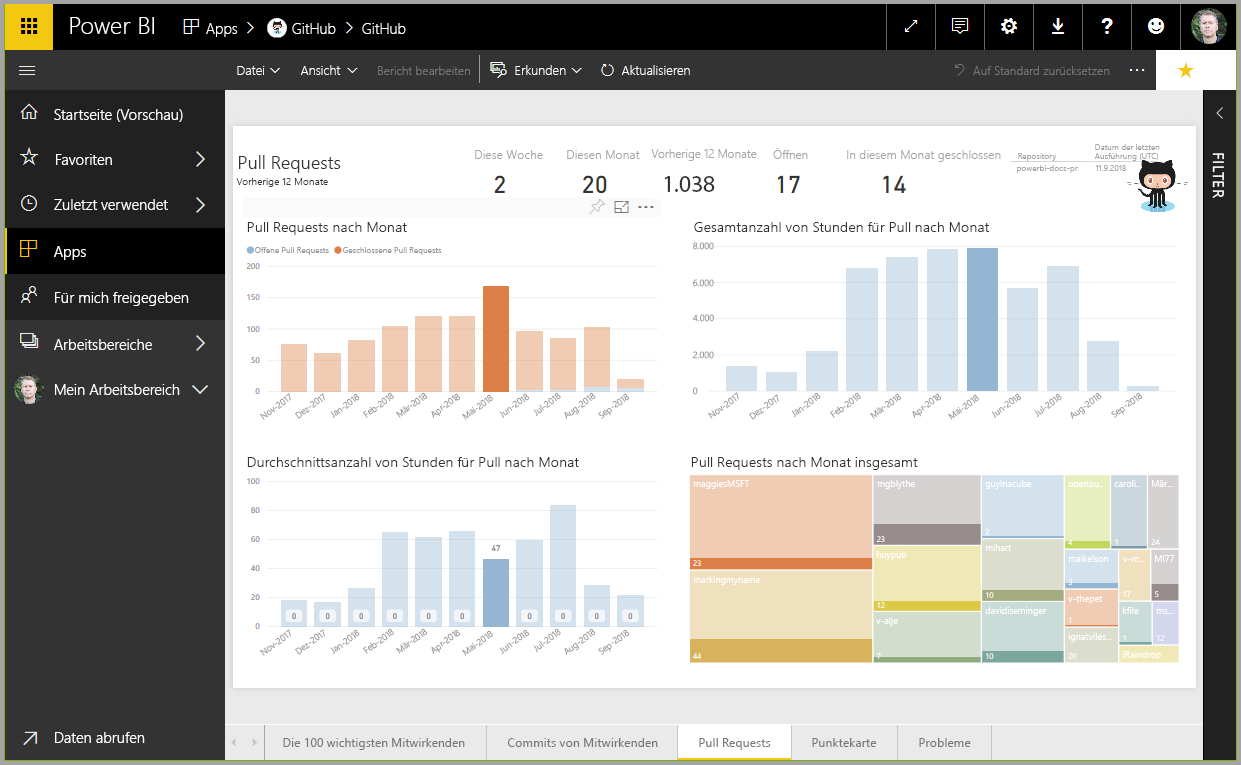 Power BI
Apps > GitHub > GitHub
?
Datei
Ansicht
Bericht bearbeiten
Erkunden
Aktualisieren
Auf Standard zurücksetzen
Startseite (Vorschau)
Favoriten
Zuletzt verwendet
Apps
Für mich freigegeben
Arbeitsbereiche
Mein Arbeitsbereich
Daten abrufen
FILTER
Pull Requests
Vorherige 12 Monate
Diese Woche
2
Diesen Monat
20
Vorherige 12 Monate
1.038
Öffnen
17
In diesem Monat geschlossen
14
Repository
powerbi-docs-pr
Datum der letzten
Ausführung (UTC)
11.9.2018
Pull Requests nach Monat
Offene Pull Requests Geschlossene Pull Requests
200
150
100
50
0
Nov-2017 Dez-2017 Jan-2018 Feb-2018 Mär-2018 Apr-2018 Mai-2018 Jun-2018 Jul-2018 Aug-2018 Sep-2018
Gesamtanzahl von Stunden für Pull nach Monat
8.000
6.000
4.000
2.000
0
Nov-2017 Dez-2017 Jan-2018 Feb-2018 Mär-2018 Apr-2018 Mai-2018 Jun-2018 Jul-2018 Aug-2018 Sep-2018
Durchschnittsanzahl von Stunden für Pull nach Monat
100
80
60
40
20
0
47
0 0 0 0 0 0 0 0 0 0
Nov-2017 Dez-2017 Jan-2018 Feb-2018 Mär-2018 Apr-2018 Mai-2018 Jun-2018 Jul-2018 Aug-2018 Sep-2018
Pull Requests nach Monat insgesamt
maggiesMSFT
23
markingmyname
44
mgblythe
23
huyputr
12
v-alje
7
guyinacube
2
mihart
10
davidiseminger
10
openpu...
4
caroli...
1
Mär...
24
maikelson
3
v-m...
17
MI77
5
v-thepet
1
kfile
1
ms...
12
ignatviles...
20
iRaindrop
Die 100 wichtigsten Mitwirkenden
Commits von Mitwirkenden
Pull Requests
Punktekarte
Probleme